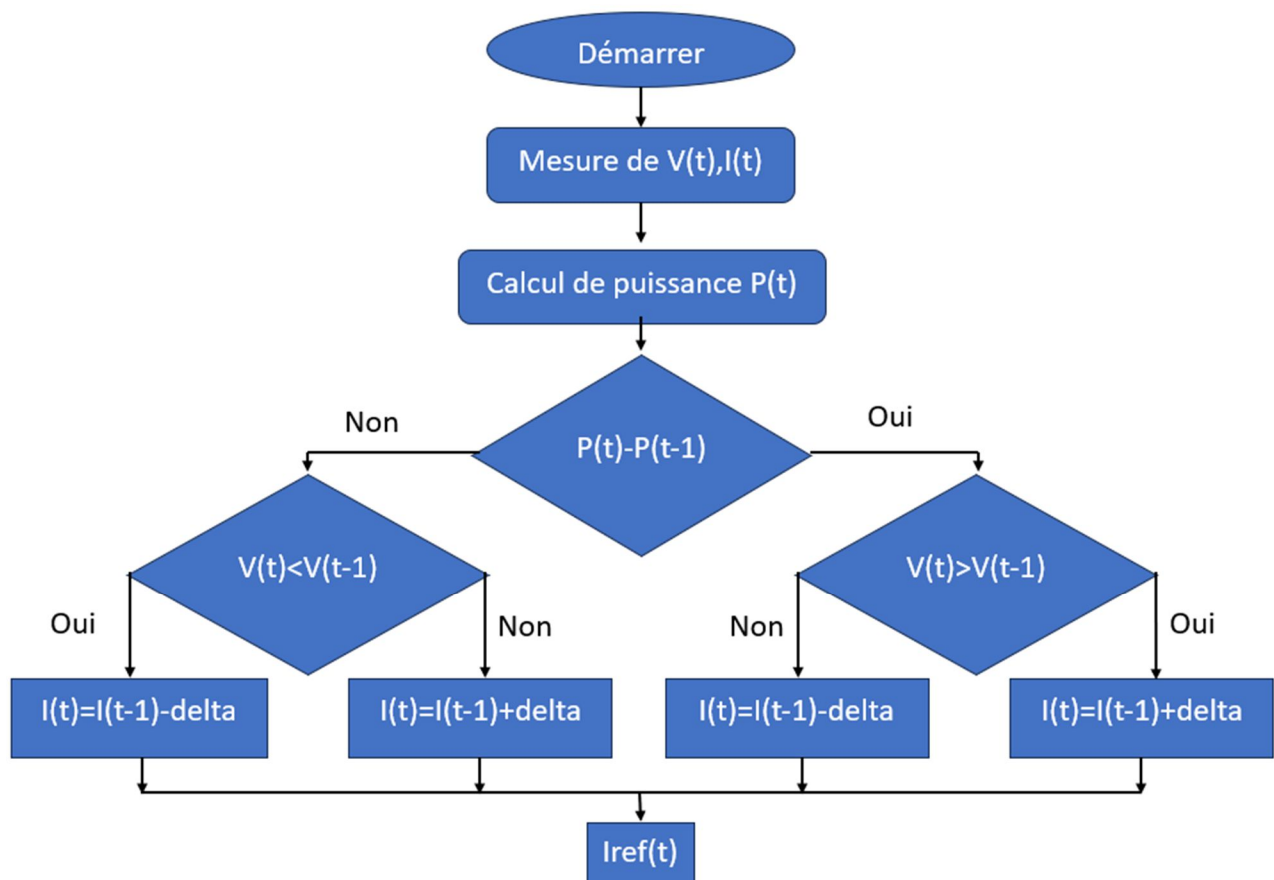 Démarrer
Mesure de V(t),I(t)
Calcul de puissance P(t)
Non
Oui
P(t)-P(t-1)
V(t)<V(t-1)
V(t)>V(t-1)
Oui
Non
Non
Oui
I(t)=I(t-1)-delta
I(t)=I(t-1)+delta
I(t)=I(t-1)-delta
I(t)=I(t-1)+delta
Iref(t)